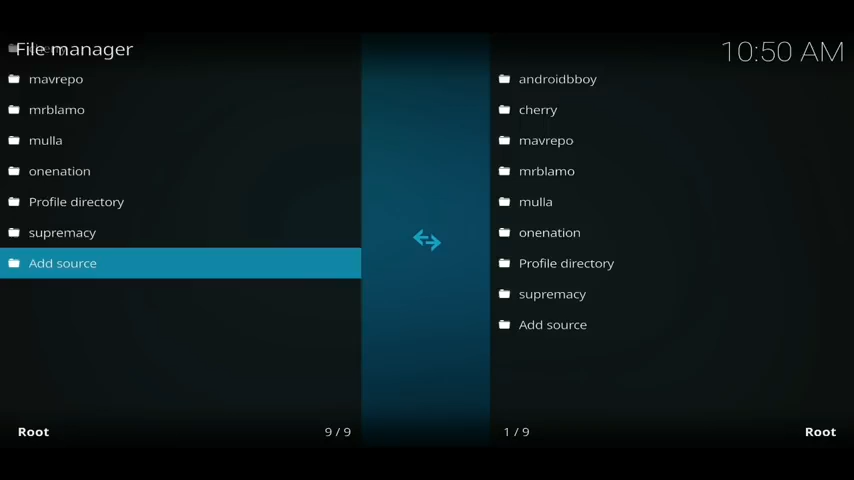 File manager
10:50 AM
mavrepo
mrblamo
mulla
onenation
Profile directory
supremacy
Add source
androidbboy
cherry
mavrepo
mrblamo
mulla
onenation
Profile directory
supremacy
Add source
Root
9 / 9
1 / 9
Root